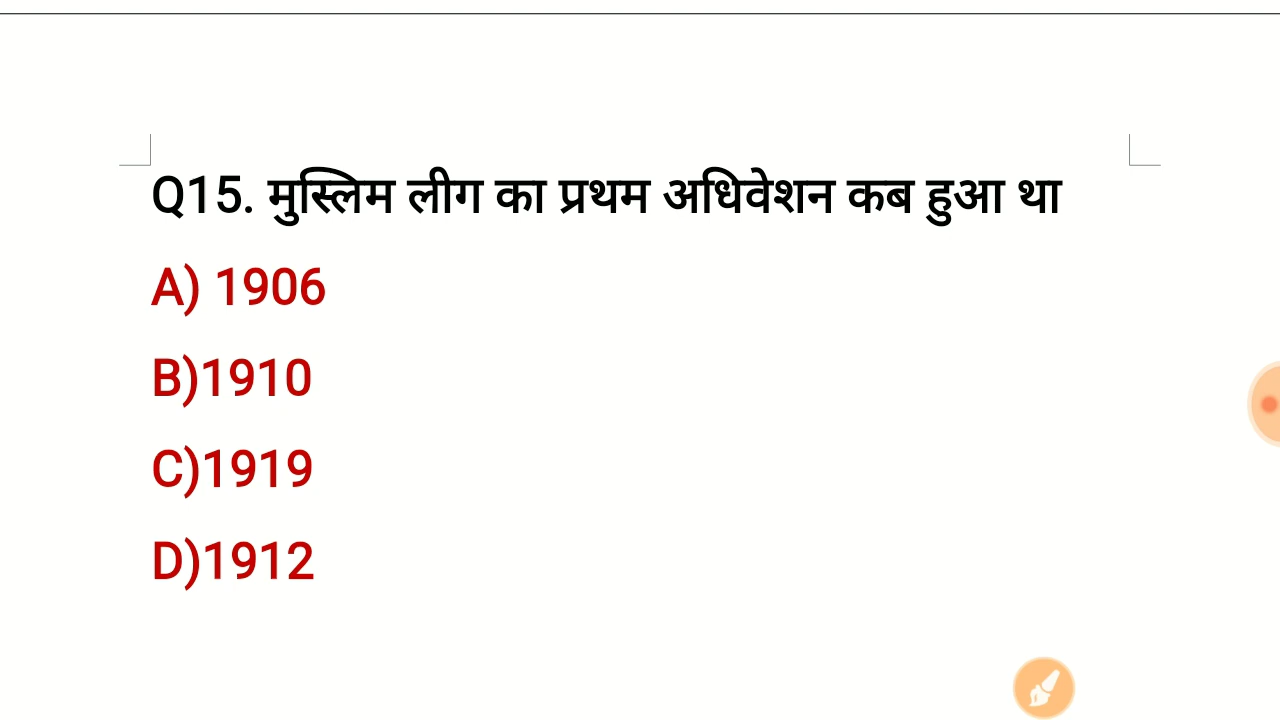 Q15. मुस्लिम लीग का प्रथम अधिवेशन कब हुआ था
A) 1906
B)1910
C)1919
D)1912